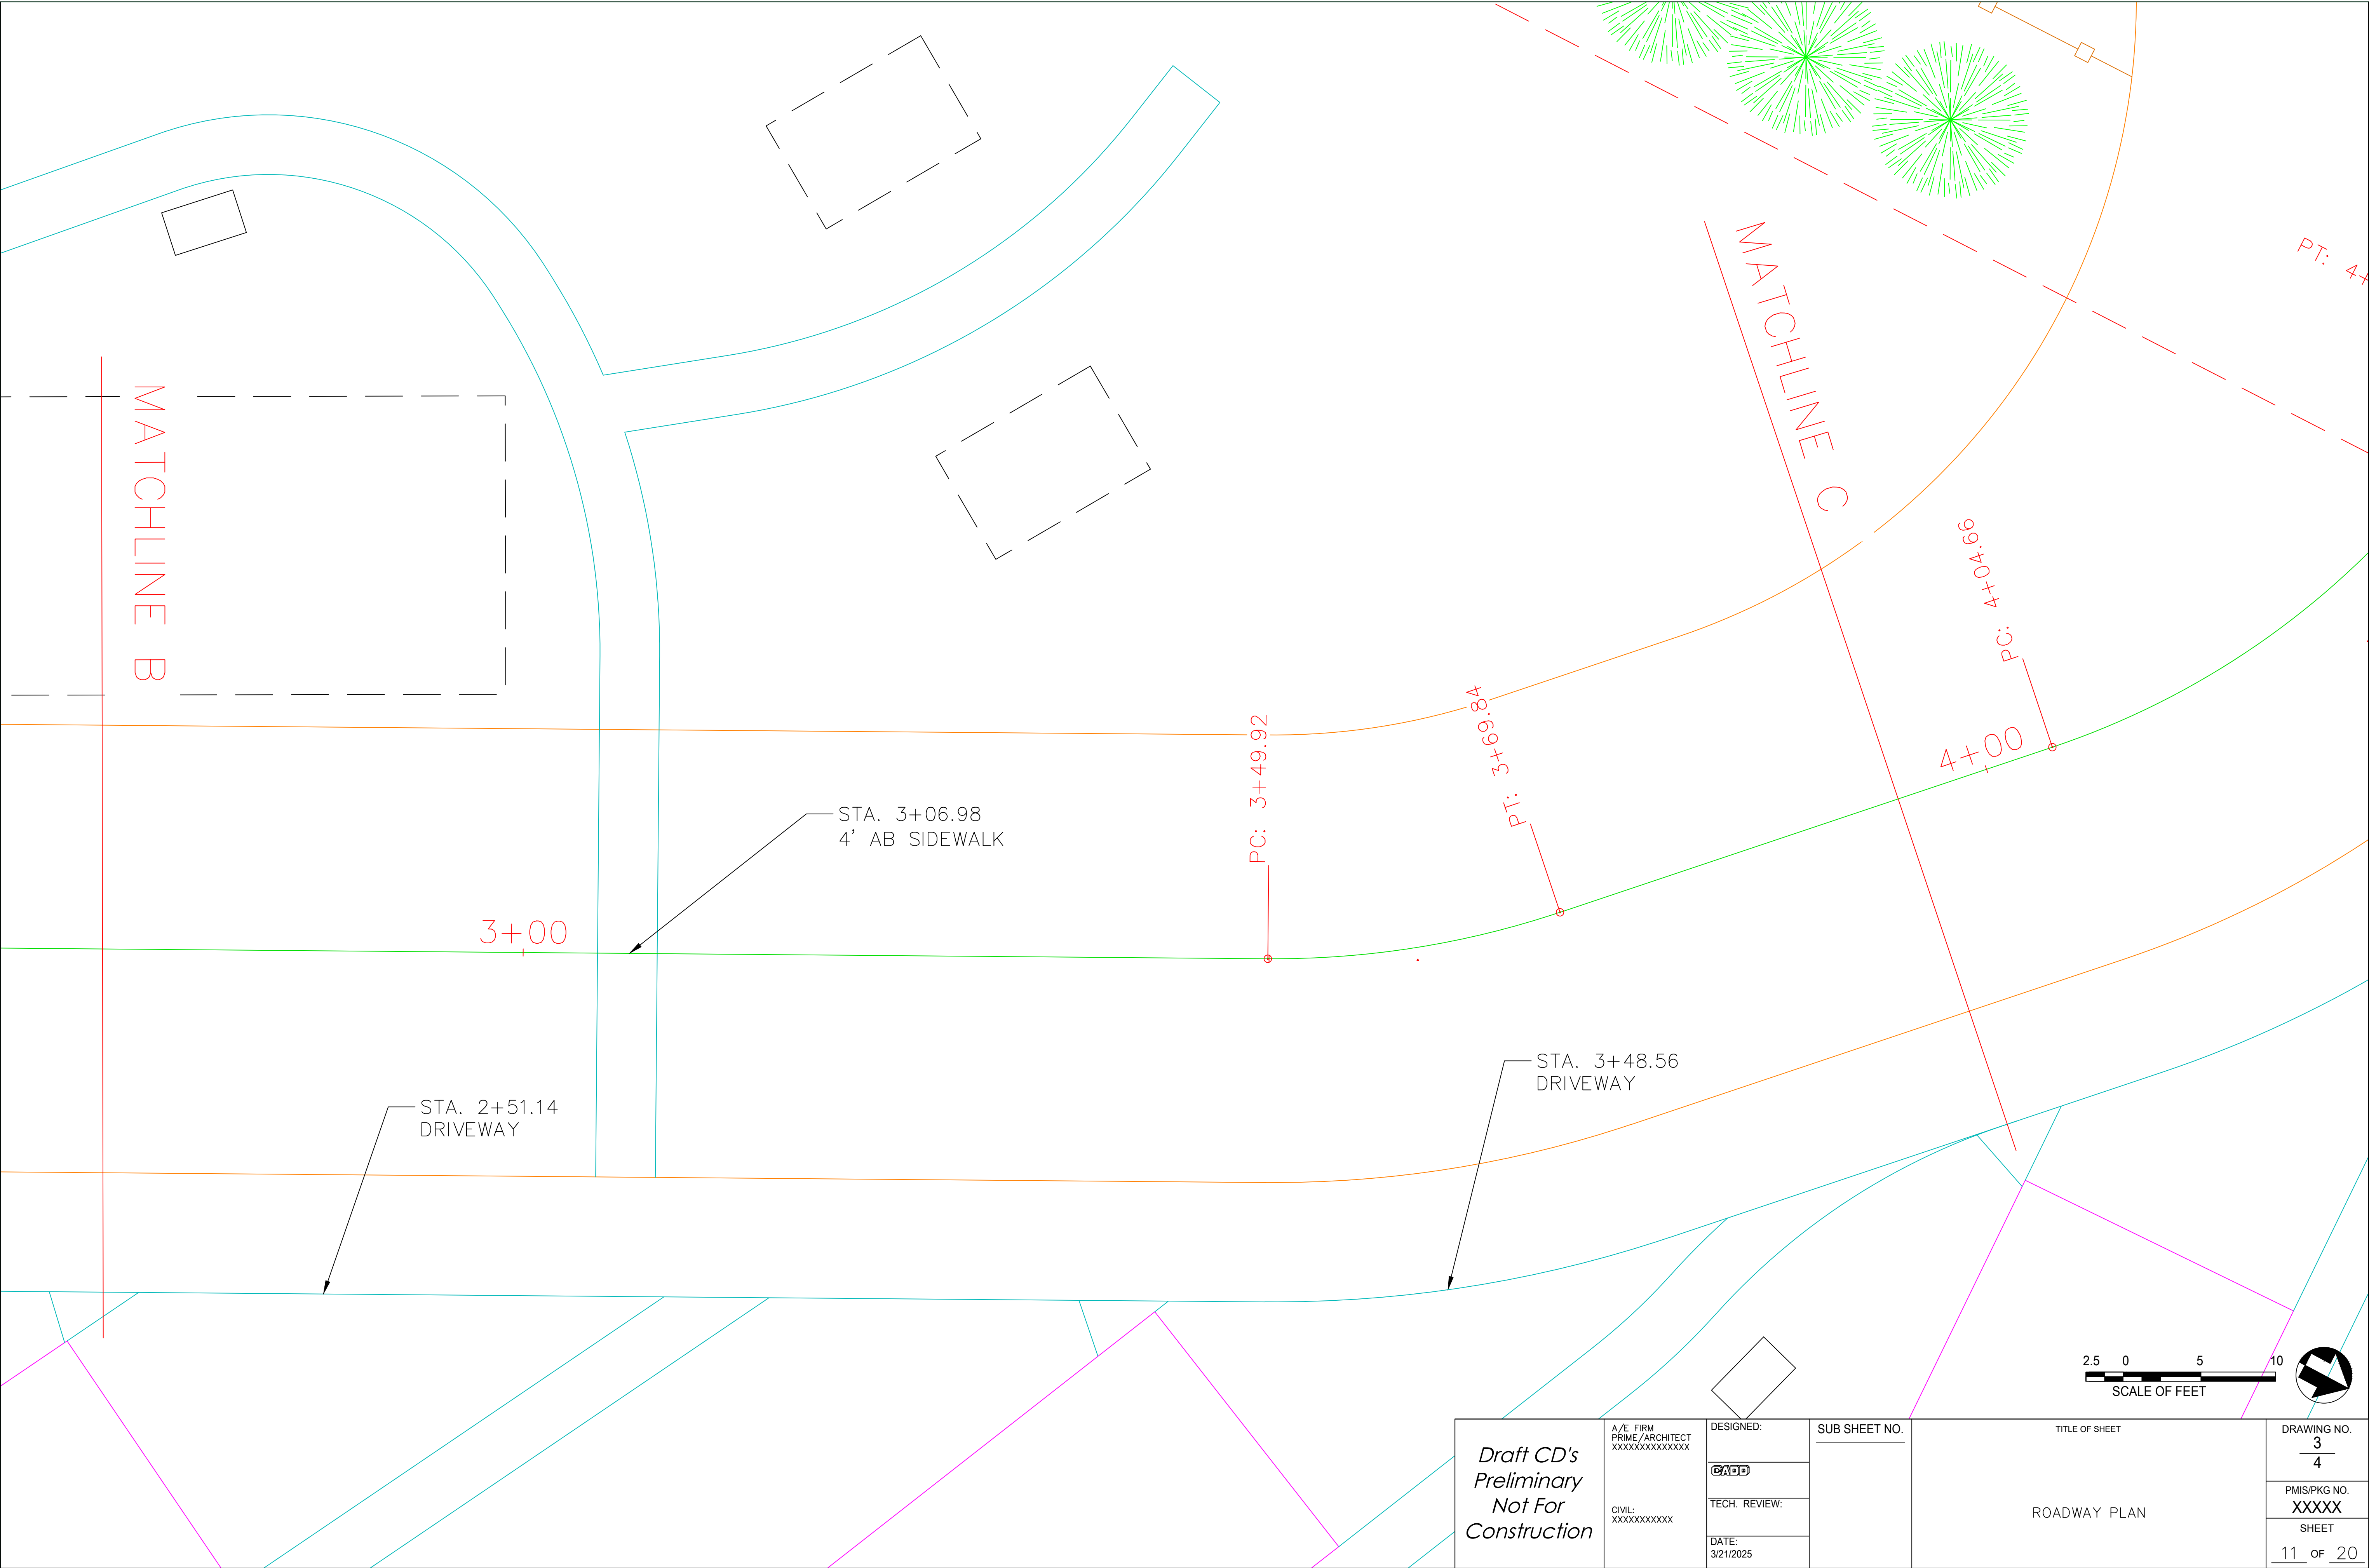 PT: 4+
MATCHLINE B
MATCHLINE C
PC: 4+04.99
PC: 3+49.92
PT: 3+69.84
4+00
STA. 3+06.98
4' AB SIDEWALK
3+00
STA. 3+48.56
DRIVEWAY
STA. 2+51.14
DRIVEWAY
2.5 0 5 10
SCALE OF FEET
Draft CD's
Preliminary
Not For
Construction
A/E FIRM
PRIME/ARCHITECT
XXXXXXXXXXXXXX
CIVIL:
XXXXXXXXXXX
DESIGNED:
CADD
TECH. REVIEW:
DATE:
3/21/2025
SUB SHEET NO.
TITLE OF SHEET
ROADWAY PLAN
DRAWING NO.
3
4
PMIS/PKG NO.
XXXXX
SHEET
11 OF 20